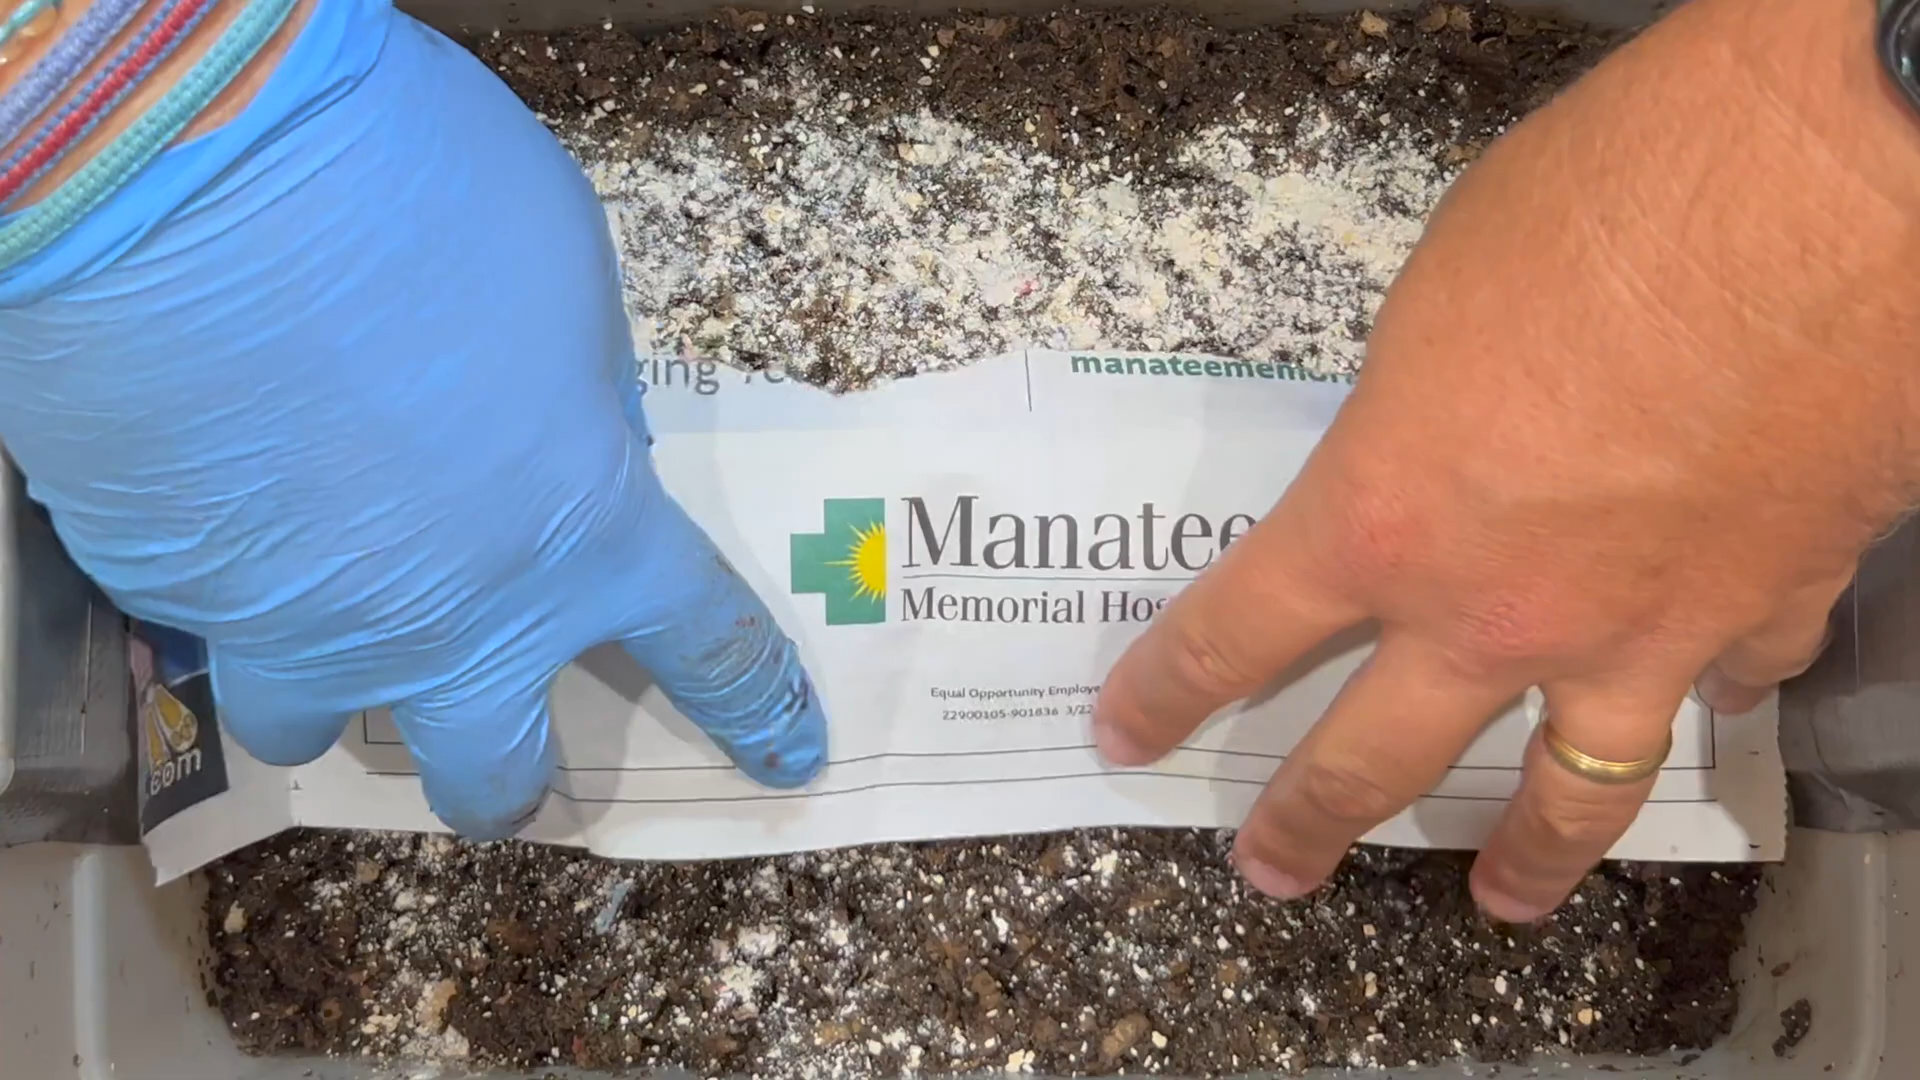 ging
manateememor
Manatee
Memorial Hos
Equal Opportunity Employe
22900105-901836 3/22
.com